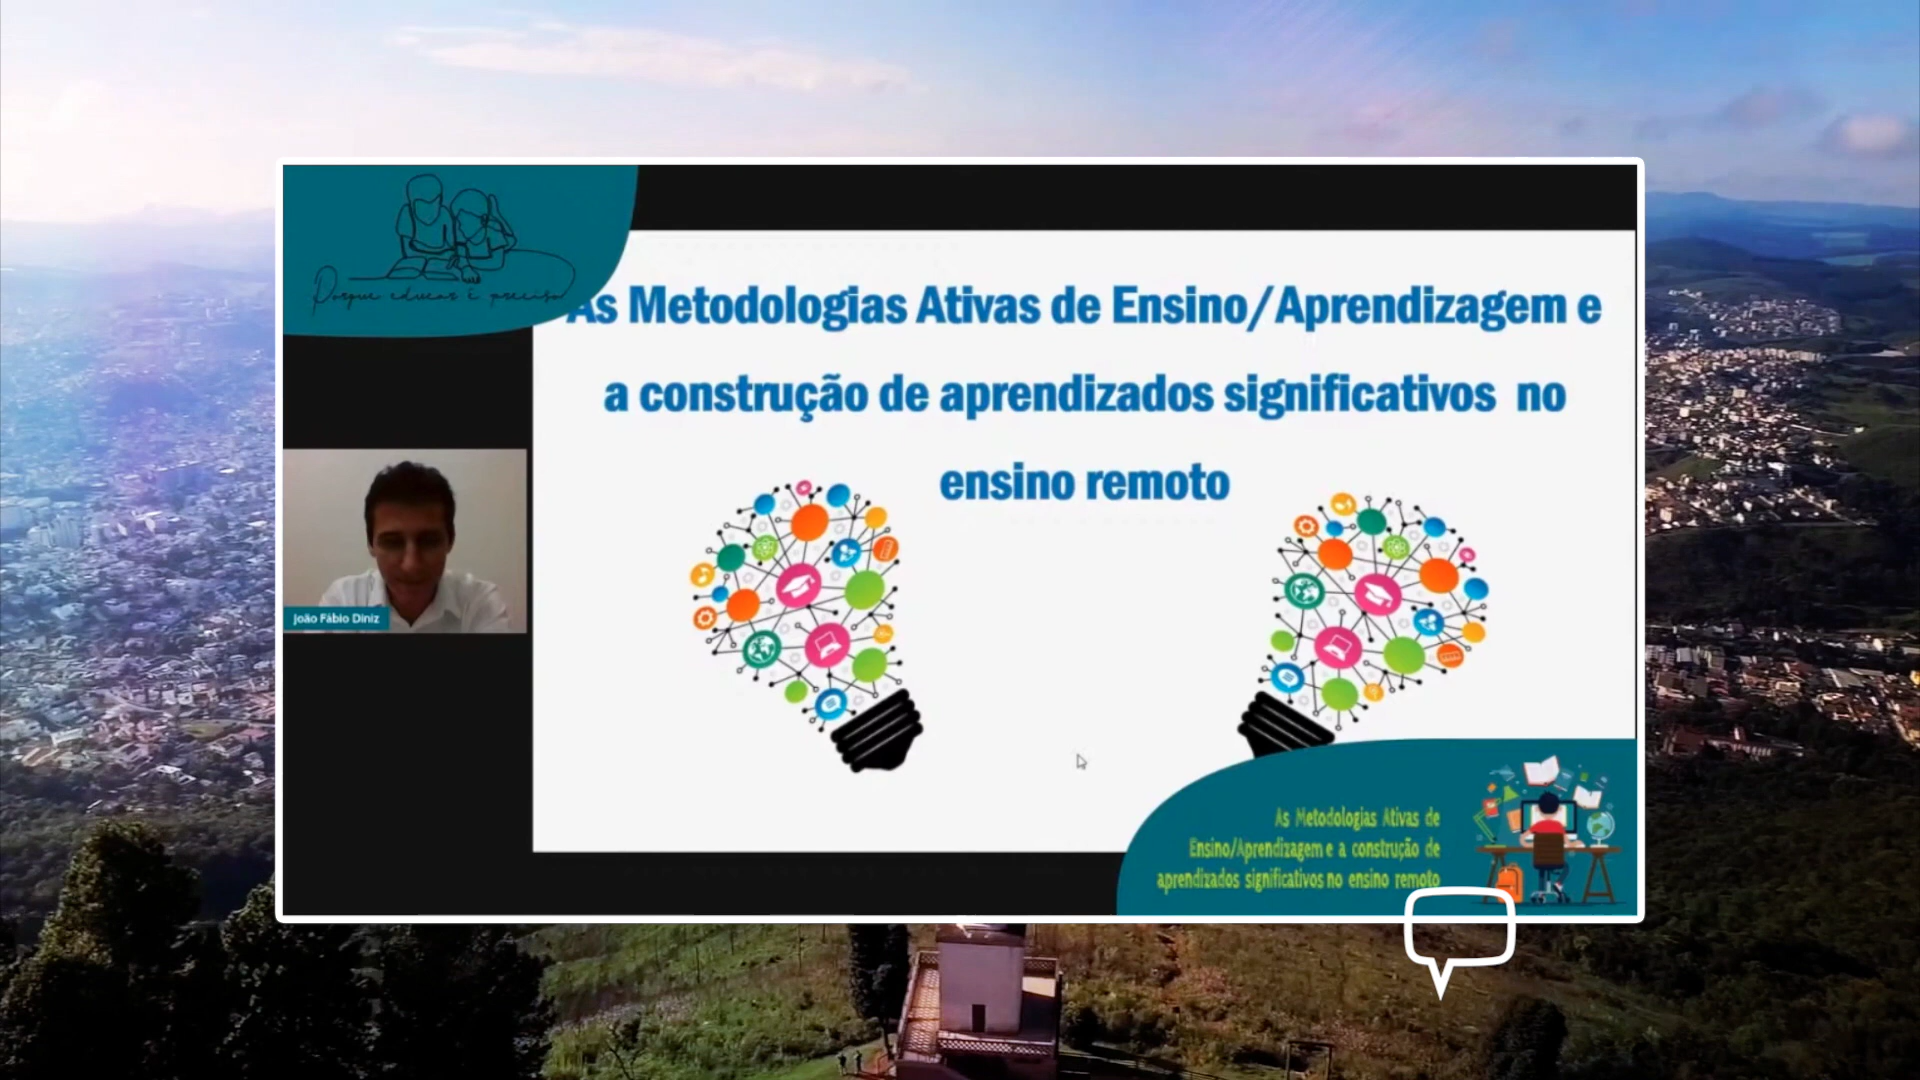 Porque educar é preciso
As Metodologias Ativas de Ensino/Aprendizagem e
a construção de aprendizados significativos no
ensino remoto
João Fábio Diniz
As Metodologias Ativas de
Ensino/Aprendizagem e a construção de
aprendizados significativos no ensino remoto